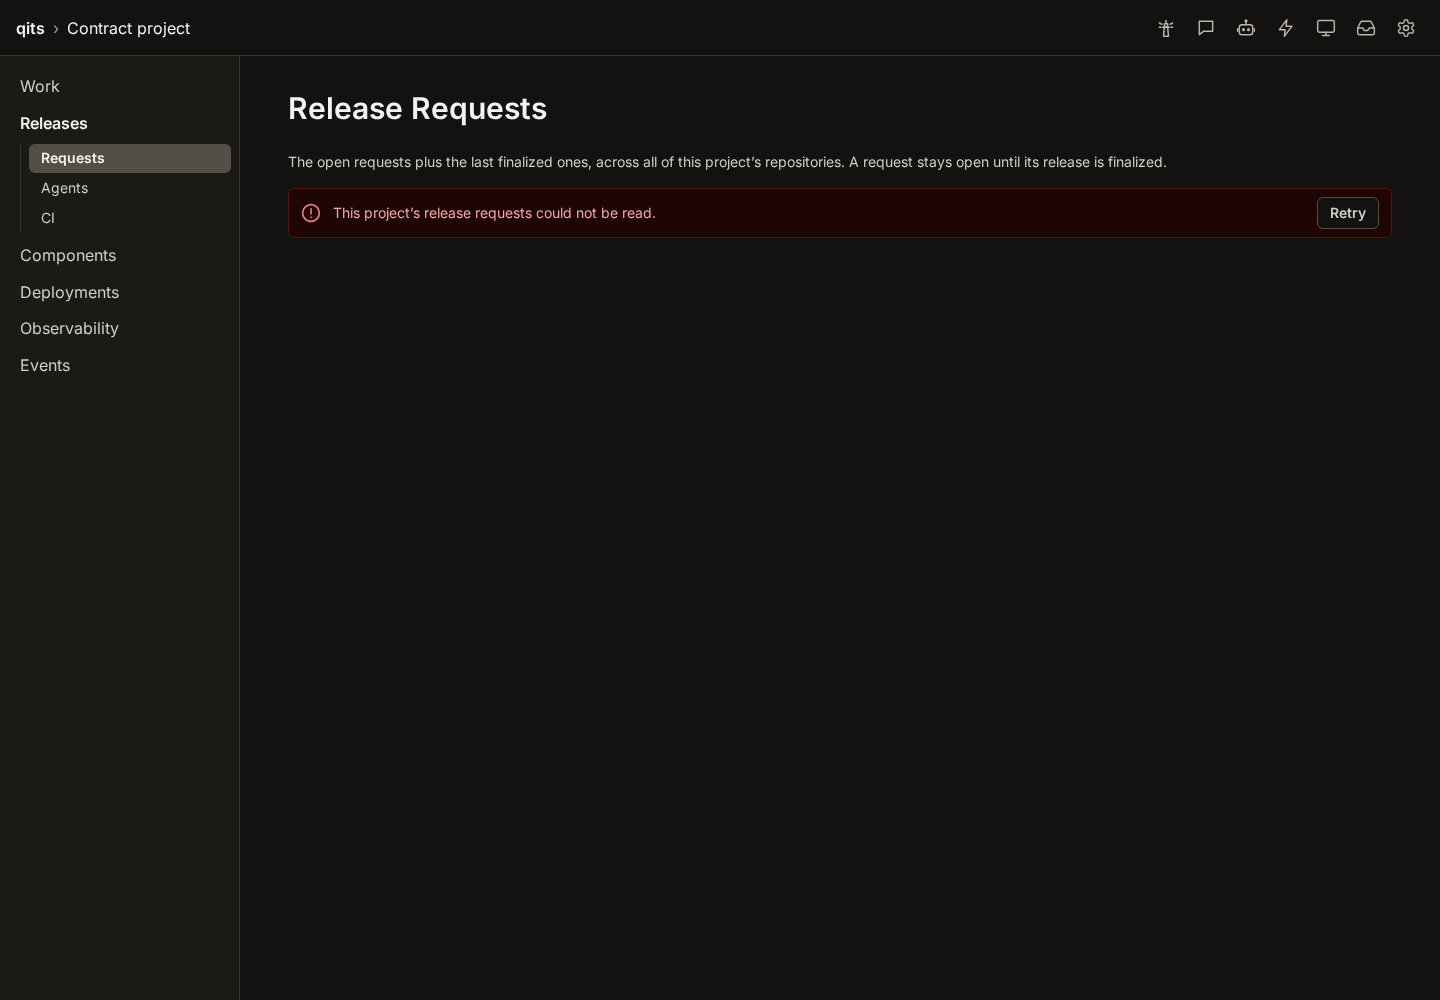 qits › Contract project
Work
Releases
Requests
Agents
CI
Components
Deployments
Observability
Events
Release Requests
The open requests plus the last finalized ones, across all of this project’s repositories. A request stays open until its release is finalized.
This project’s release requests could not be read.
Retry